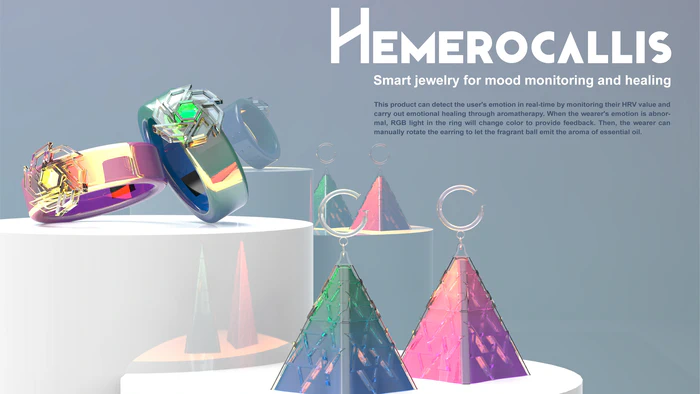 HEMEROCALLIS
Smart jewelry for mood monitoring and healing
This product can detect the user's emotion in real-time by monitoring their HRV value and
carry out emotional healing through aromatherapy. When the wearer's emotion is abnor-
mal, RGB light in the ring will change color to provide feedback. Then, the wearer can
manually rotate the earring to let the fragrant ball emit the aroma of essential oil.